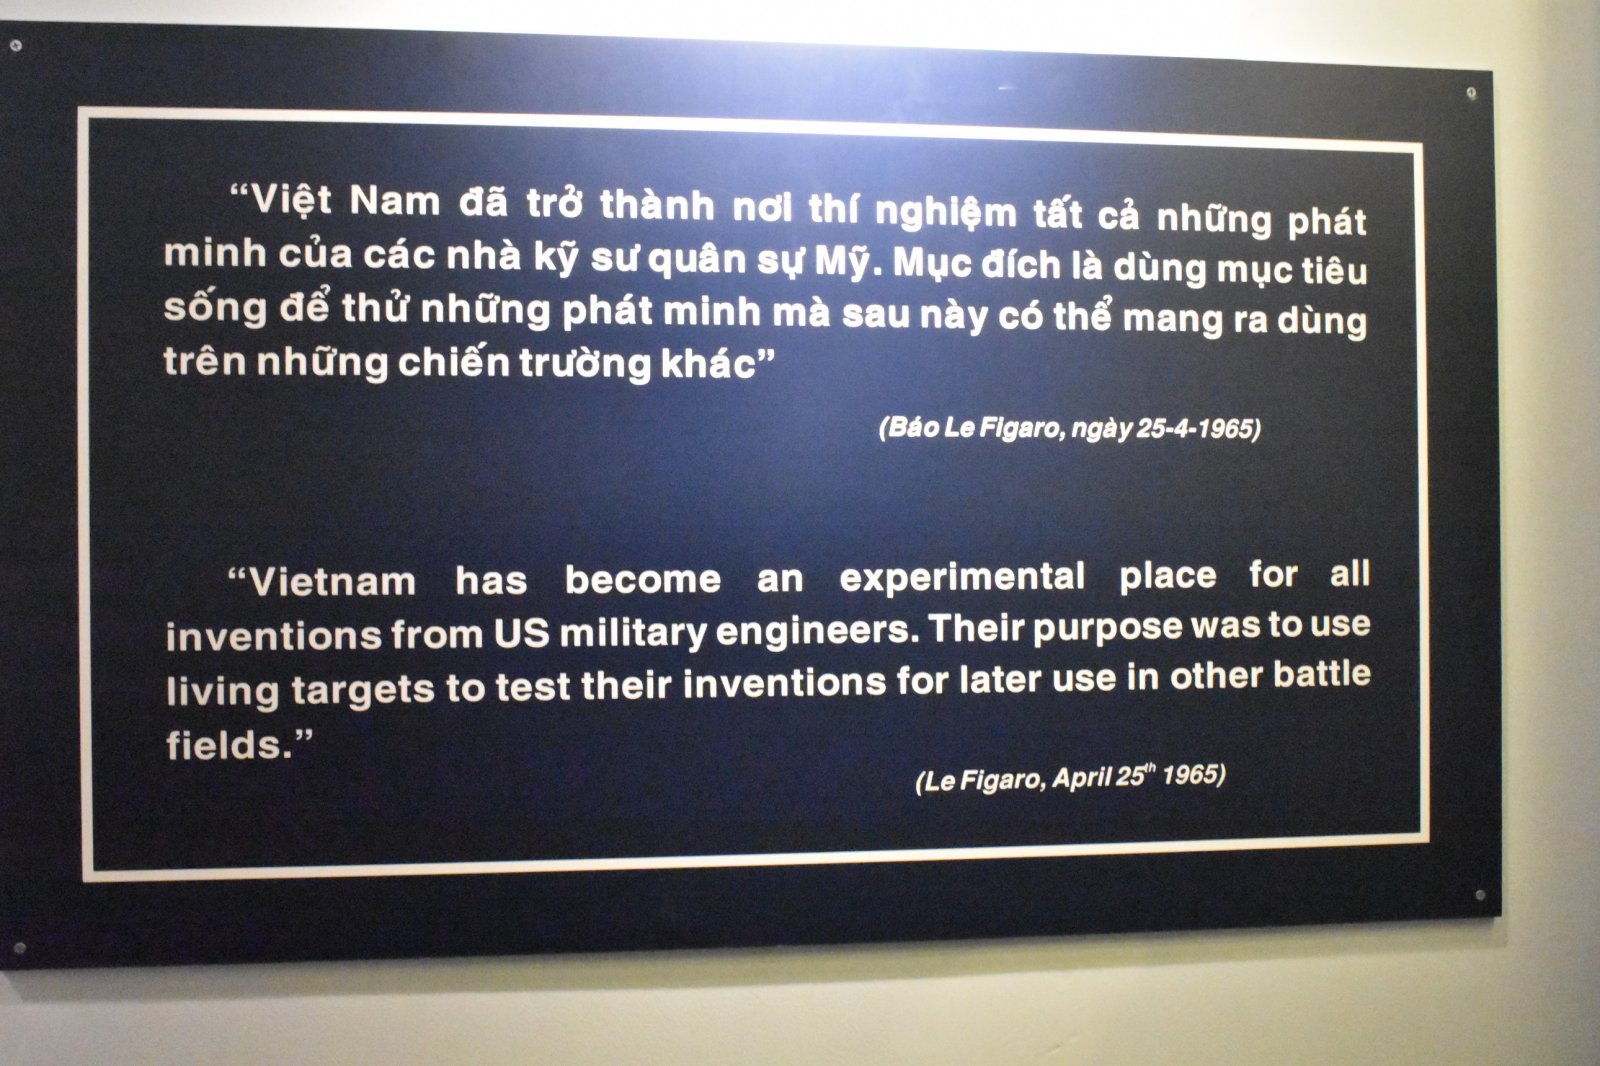 “Việt Nam đã trở thành nơi thí nghiệm tất cả những phát
minh của các nhà kỹ sư quân sự Mỹ. Mục đích là dùng mục tiêu
sống để thử những phát minh mà sau này có thể mang ra dùng
trên những chiến trường khác”
(Báo Le Figaro, ngày 25-4-1965)
“Vietnam has become an experimental place for all
inventions from US military engineers. Their purpose was to use
living targets to test their inventions for later use in other battle
fields.”
(Le Figaro, April 25th 1965)